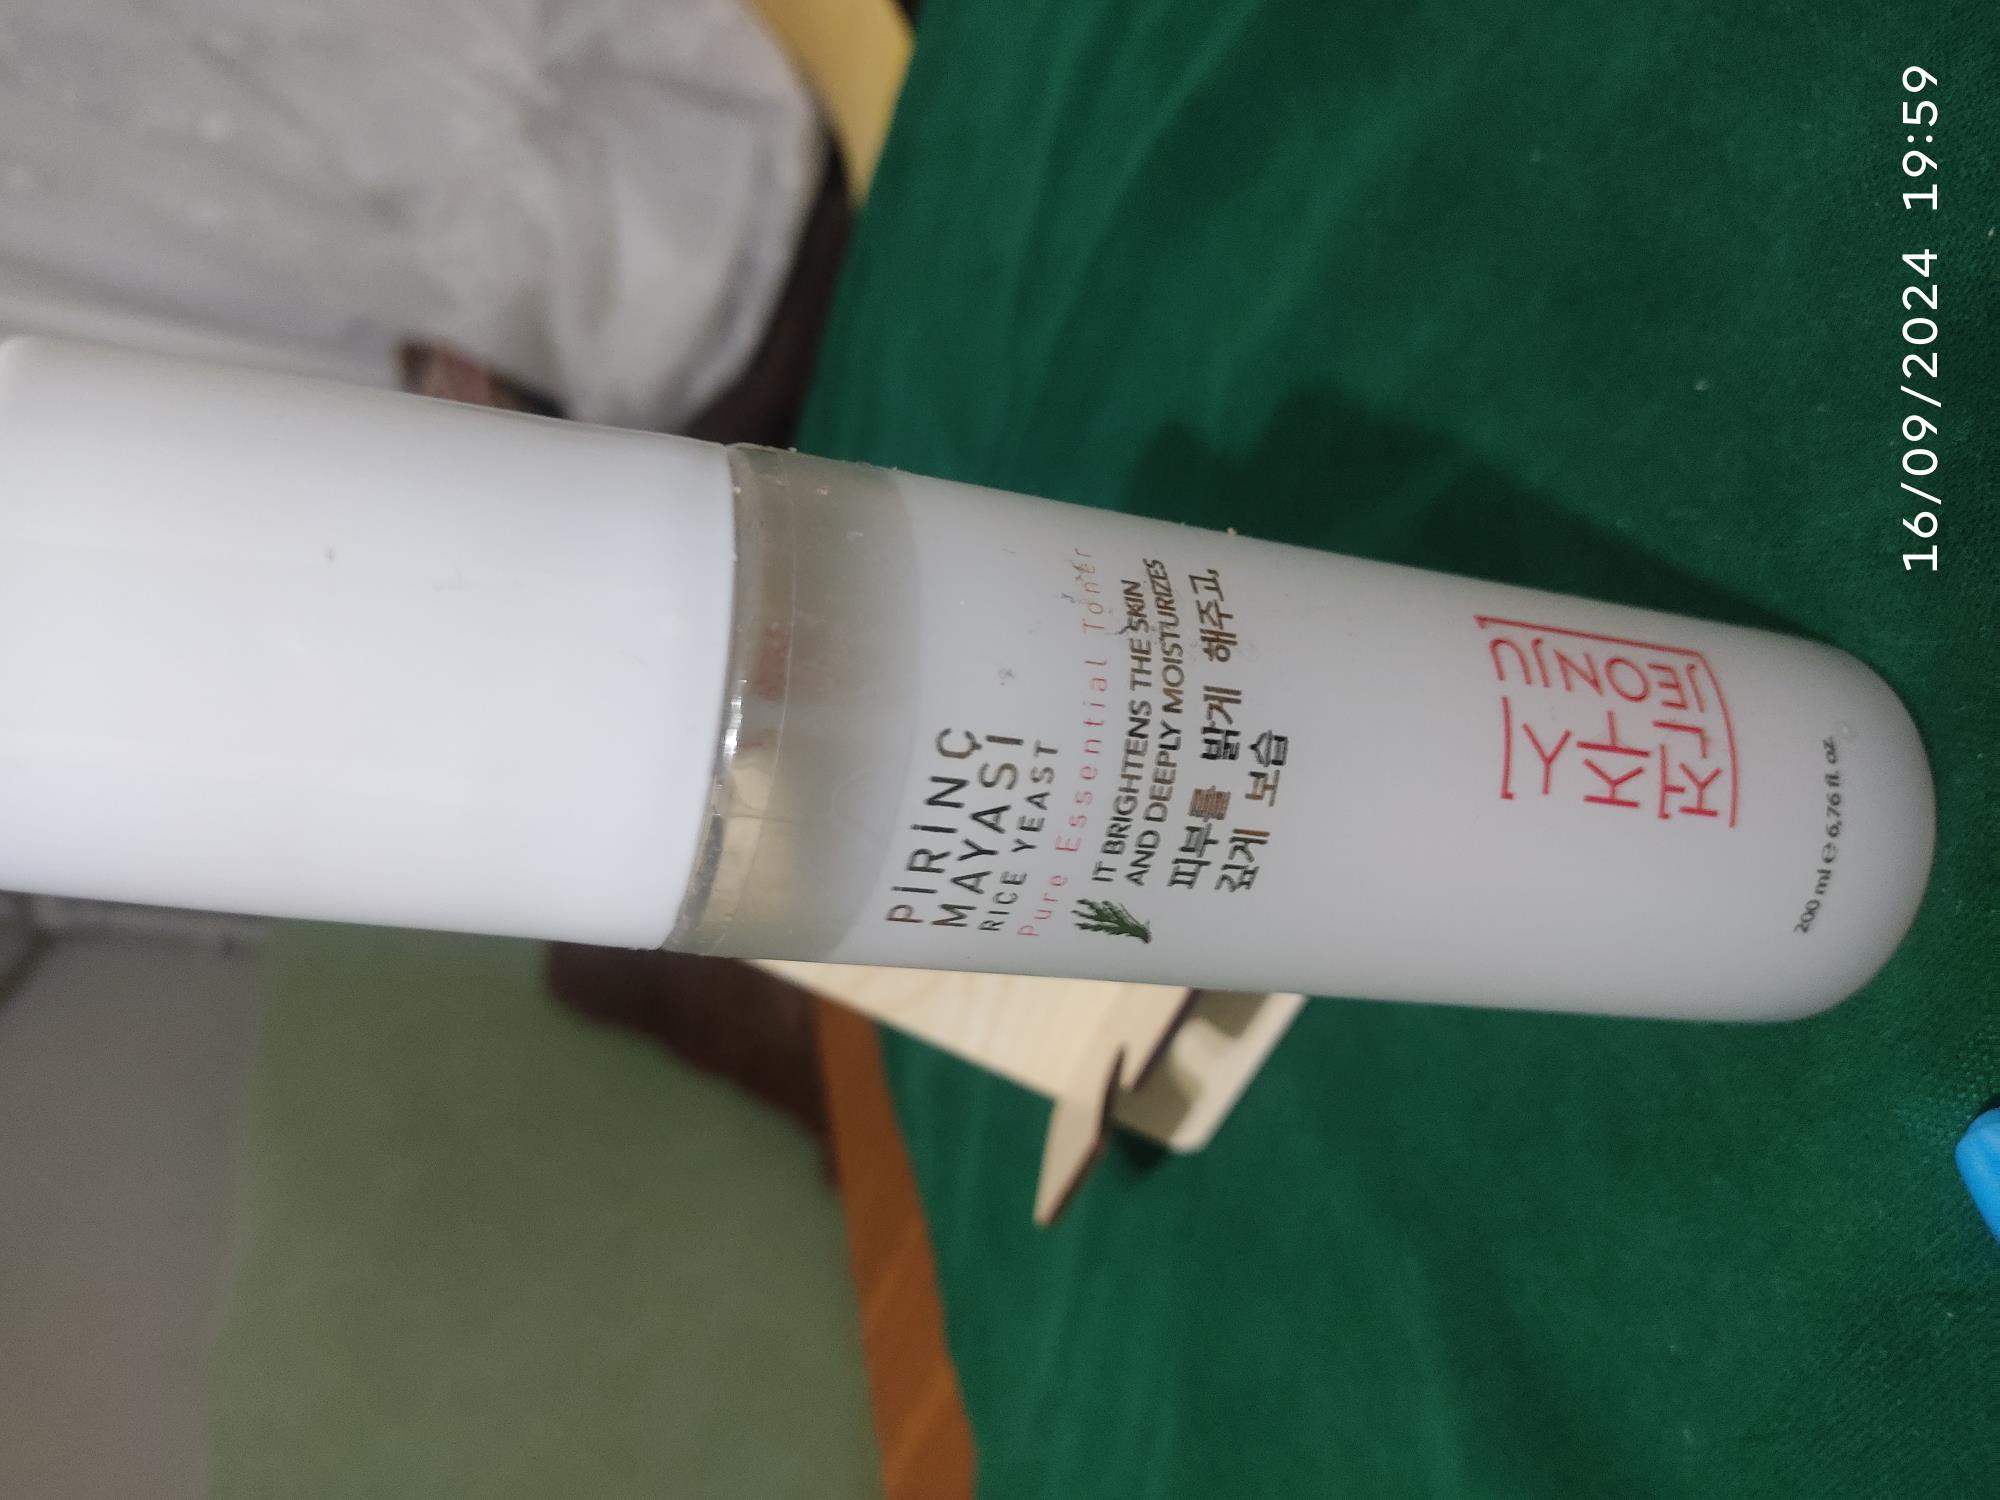 PİRİNÇ
MAYASI
RICE YEAST
Pure Essential Toner
IT BRIGHTENS THE SKIN
AND DEEPLY MOISTURIZES
피부를 밝게 해주고,
깊게 보습
JEONJU
200 ml e 6,76 fl. oz.
16/09/2024 19:59